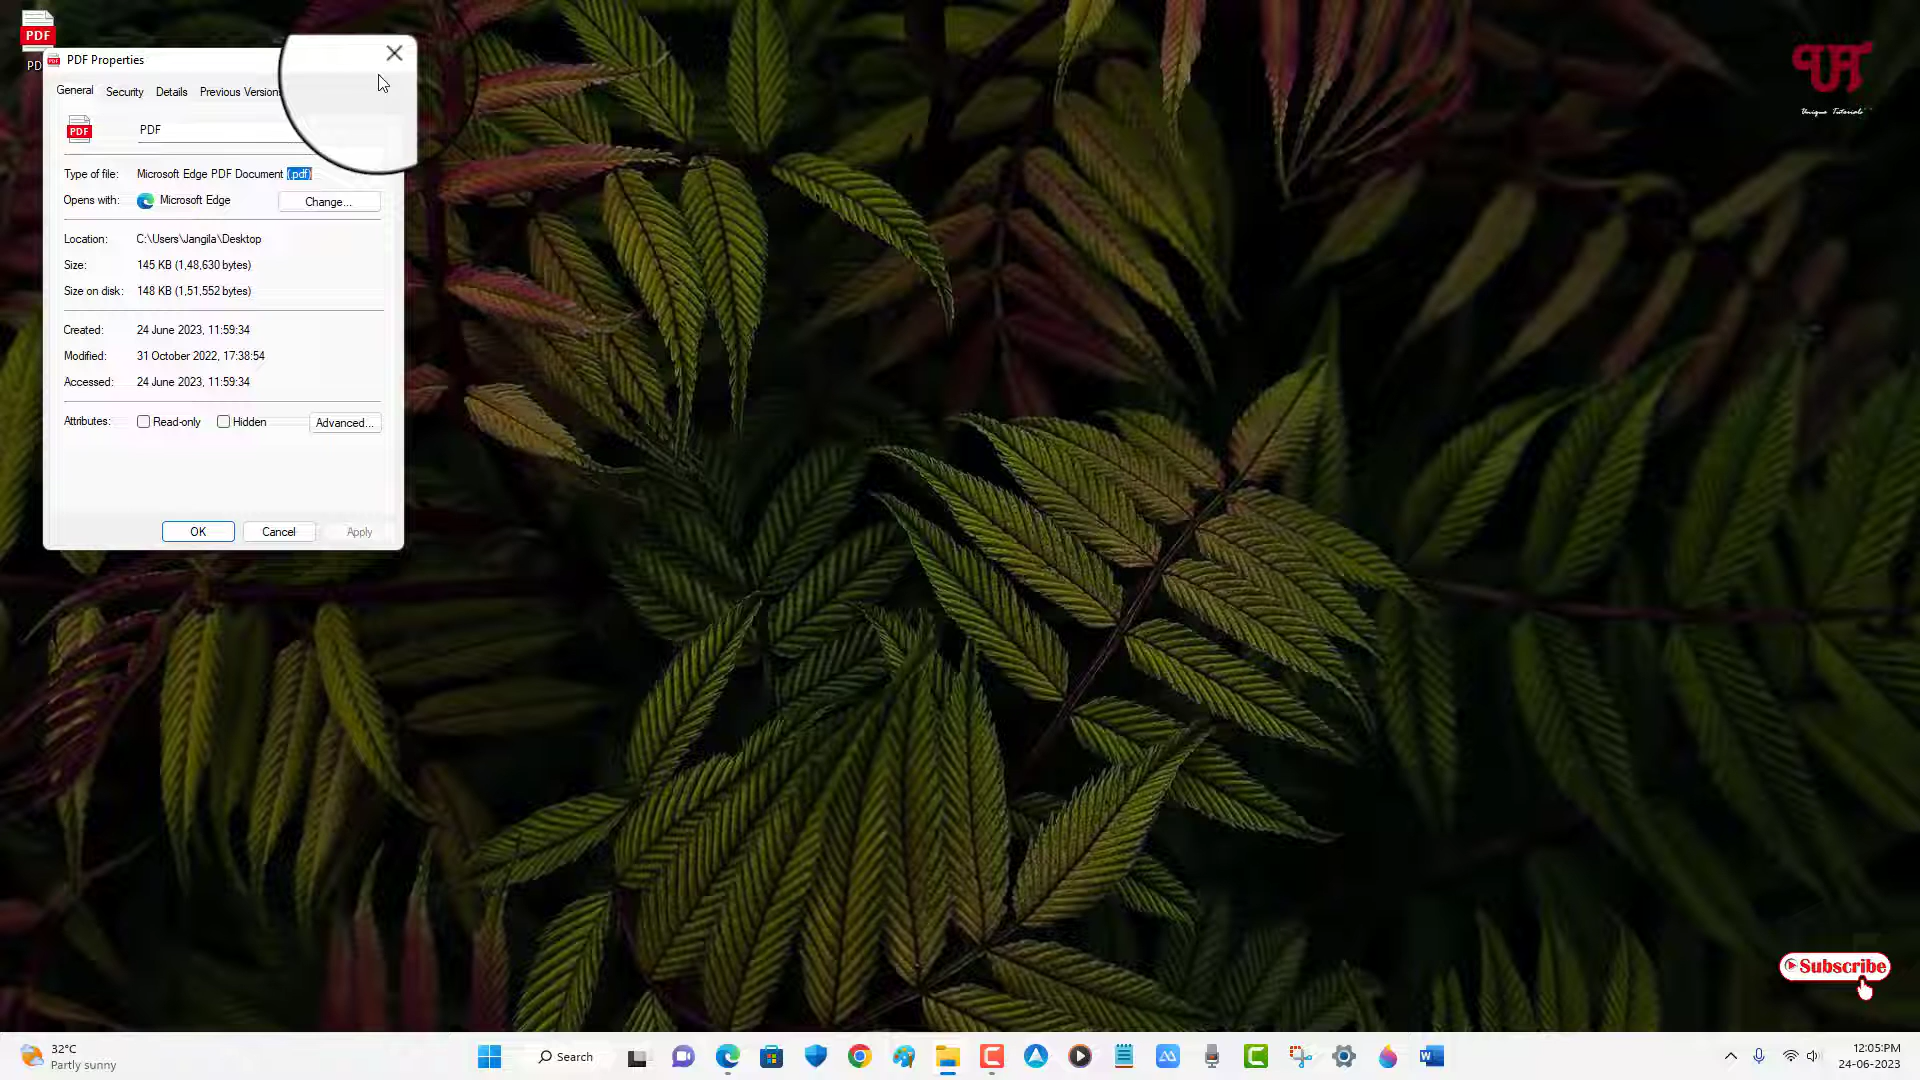 PDF
PD
PDF Properties
General Security Details Previous Version
PDF
PDF
Type of file: Microsoft Edge PDF Document (.pdf)
Opens with: Microsoft Edge Change...
Location: C:\Users\Jangila\Desktop
Size: 145 KB (1,48,630 bytes)
Size on disk: 148 KB (1,51,552 bytes)
Created: 24 June 2023, 11:59:34
Modified: 31 October 2022, 17:38:54
Accessed: 24 June 2023, 11:59:34
Attributes: Read-only Hidden Advanced...
OK Cancel Apply
UT
Unique Tutorials
Subscribe
32°C
Partly sunny
Search
12:05:PM
24-06-2023